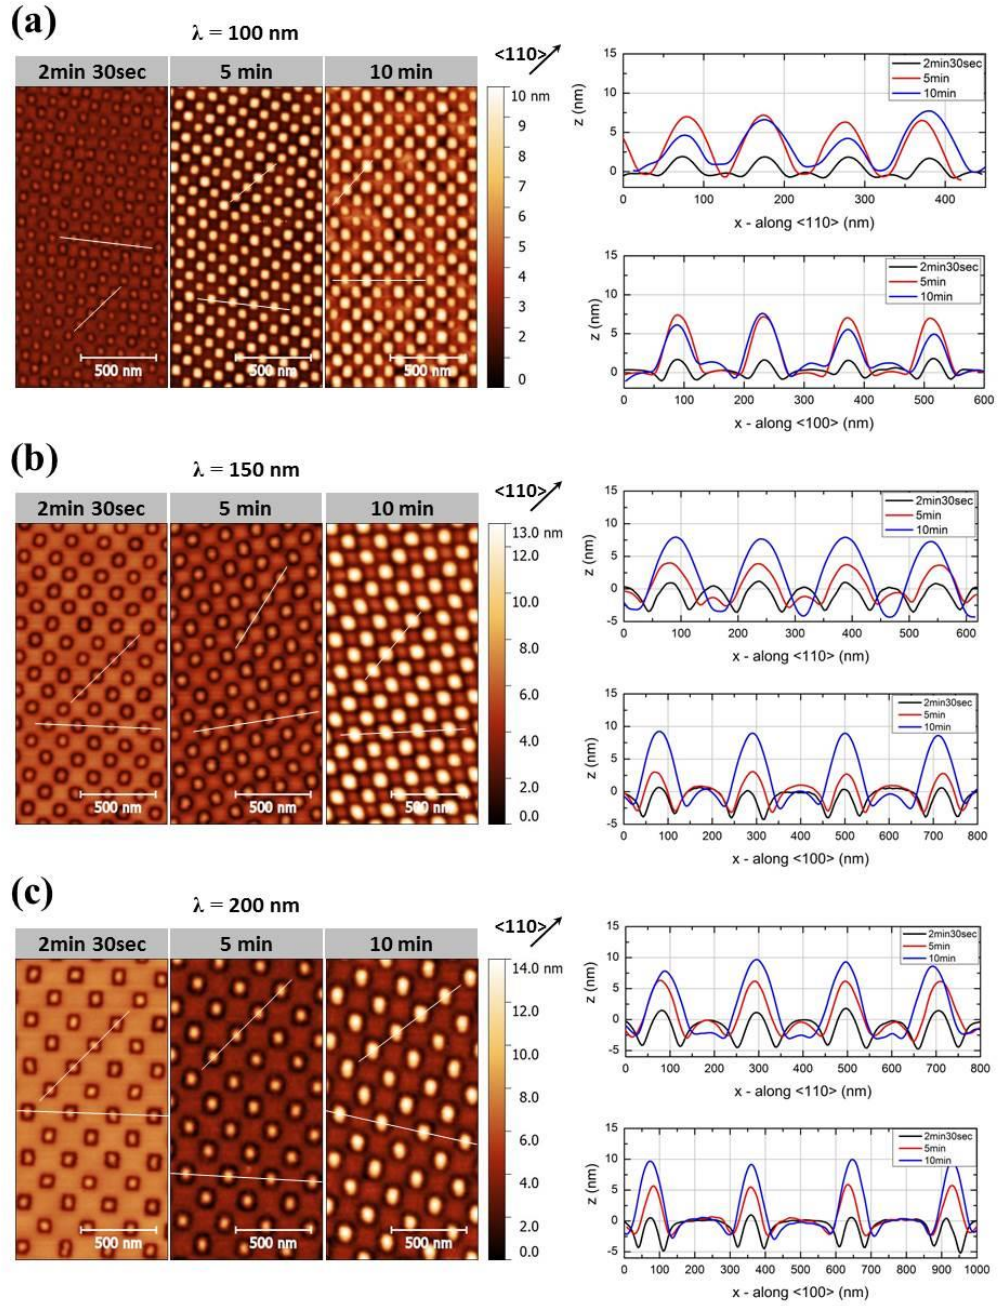 (a)
λ = 100 nm
<110>
2min 30sec 5 min 10 min
10 nm
9
8
7
6
5
4
3
2
1
0
500 nm 500 nm 500 nm
2min30sec
5min
10min
15
10
5
0
z (nm)
0 100 200 300 400
x - along <110> (nm)
2min30sec
5min
10min
15
10
5
0
z (nm)
0 100 200 300 400 500 600
x - along <100> (nm)
(b)
λ = 150 nm
<110>
2min 30sec 5 min 10 min
13.0 nm
12.0
10.0
8.0
6.0
4.0
2.0
0.0
500 nm 500 nm 500 nm
2min30sec
5min
10min
15
10
5
0
-5
z (nm)
0 100 200 300 400 500 600
x - along <110> (nm)
2min30sec
5min
10min
15
10
5
0
-5
z (nm)
0 100 200 300 400 500 600 700 800
x - along <100> (nm)
(c)
λ = 200 nm
<110>
2min 30sec 5 min 10 min
14.0 nm
12.0
10.0
8.0
6.0
4.0
2.0
0.0
500 nm 500 nm 500 nm
2min30sec
5min
10min
15
10
5
0
-5
z (nm)
0 100 200 300 400 500 600 700 800
x - along <110> (nm)
2min30sec
5min
10min
15
10
5
0
-5
z (nm)
0 100 200 300 400 500 600 700 800 900 1000
x - along <100> (nm)